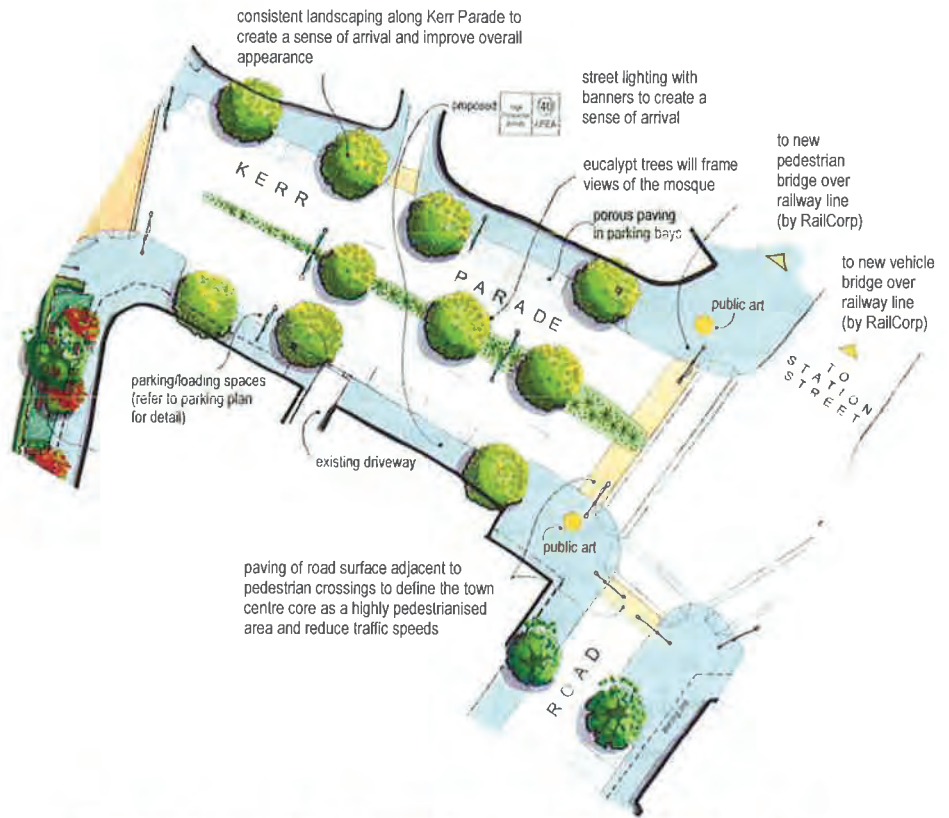 consistent landscaping along Kerr Parade to
create a sense of arrival and improve overall
appearance
proposed
40
AREA
street lighting with
banners to create a
sense of arrival
to new
pedestrian
bridge over
railway line
(by RailCorp)
eucalypt trees will frame
views of the mosque
porous paving
in parking bays
to new vehicle
bridge over
railway line
(by RailCorp)
KERR
PARADE
public art
TO
STATION
STREET
parking/loading spaces
(refer to parking plan
for detail)
existing driveway
public art
paving of road surface adjacent to
pedestrian crossings to define the town
centre core as a highly pedestrianised
area and reduce traffic speeds
ROAD